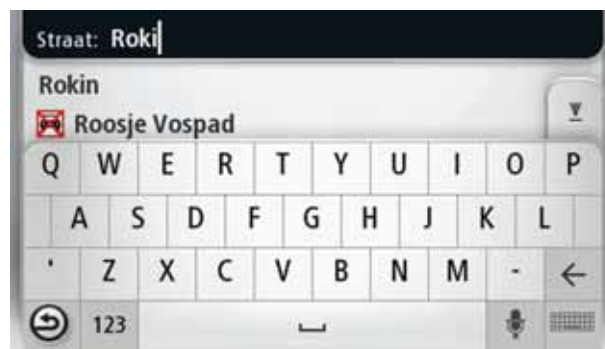 Straat: Roki
Rokin
Roosje Vospad
Q W E R T Y U I O P
A S D F G H J K L
' Z X C V B N M -
123